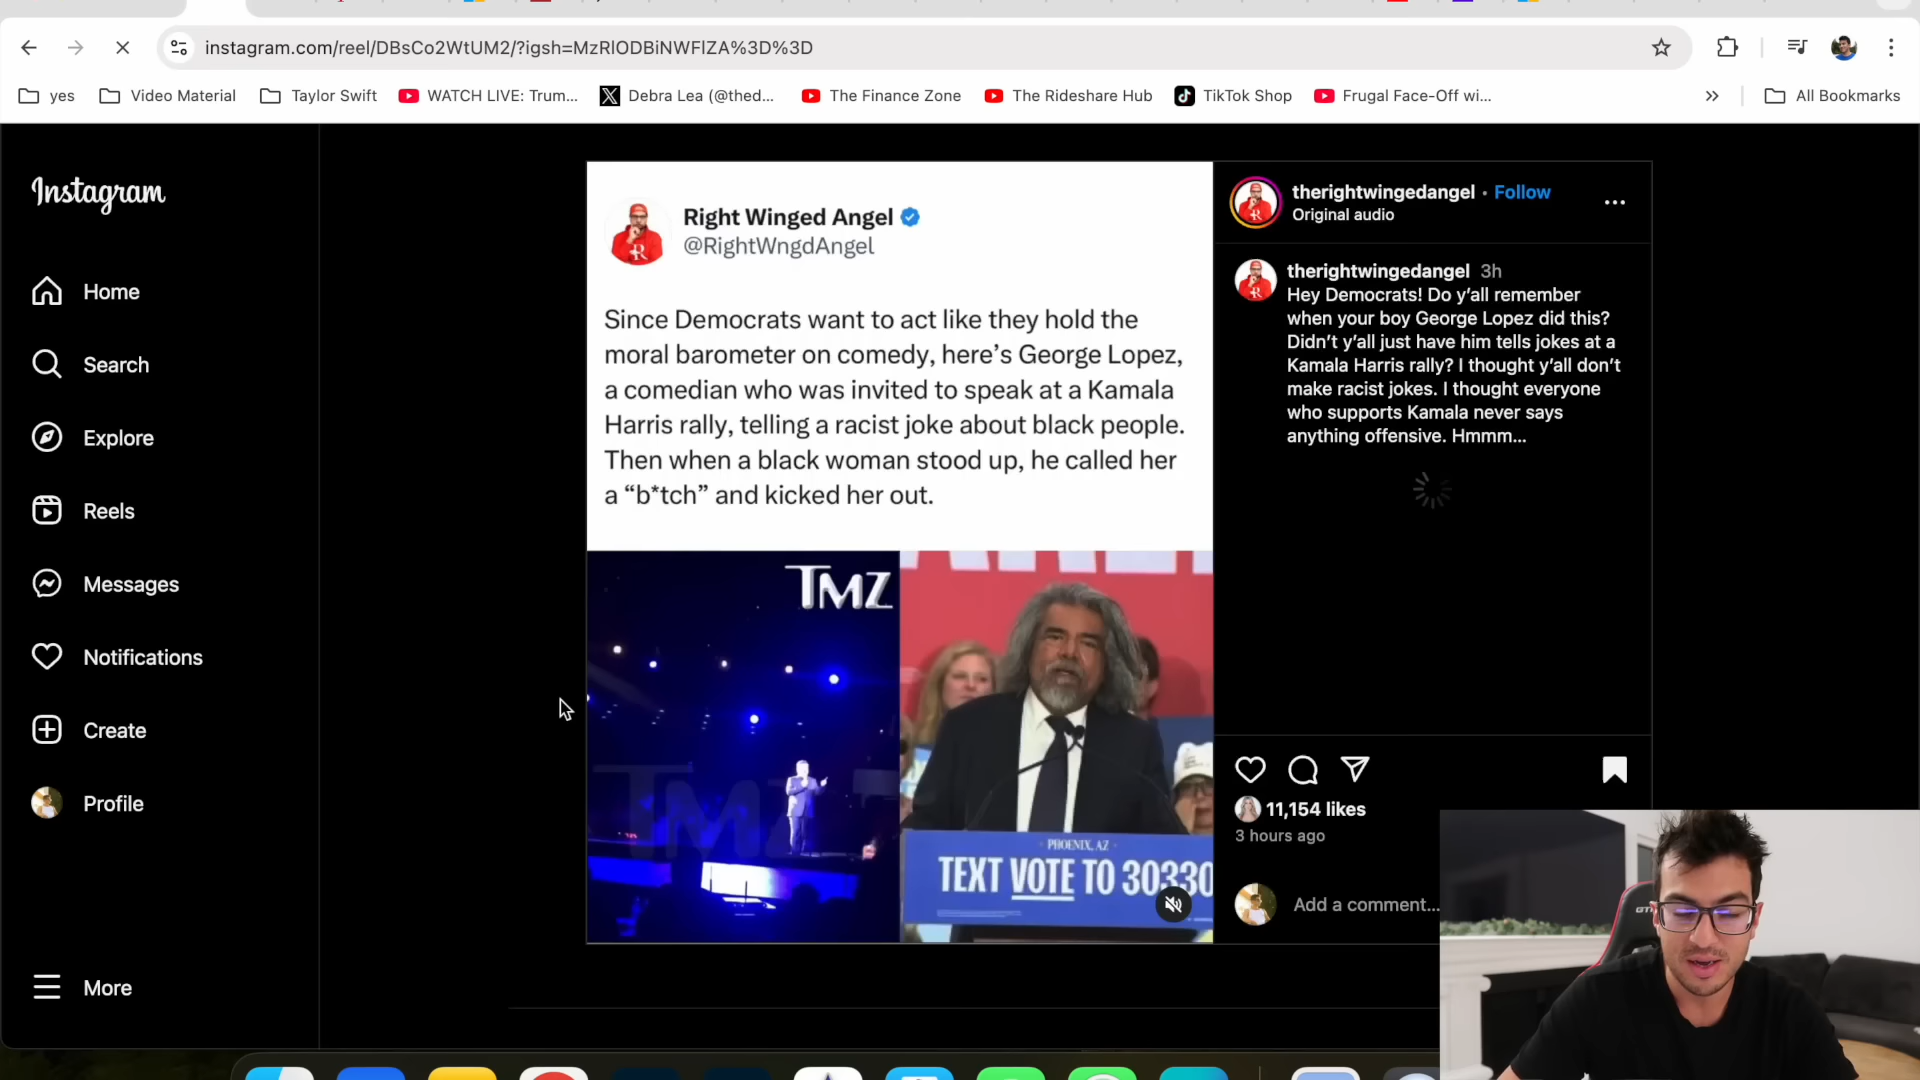 instagram.com/reel/DBsCo2WtUM2/?igsh=MzRlODBiNWFlZA%3D%3D
yes
Video Material
Taylor Swift
WATCH LIVE: Trum...
Debra Lea (@thed...
The Finance Zone
The Rideshare Hub
TikTok Shop
Frugal Face-Off wi...
All Bookmarks
Instagram
Home
Search
Explore
Reels
Messages
Notifications
Create
Profile
More
Right Winged Angel
@RightWngdAngel
Since Democrats want to act like they hold the
moral barometer on comedy, here’s George Lopez,
a comedian who was invited to speak at a Kamala
Harris rally, telling a racist joke about black people.
Then when a black woman stood up, he called her
a “b*tch” and kicked her out.
TMZ
TMZ
PHOENIX, AZ
TEXT VOTE TO 30330
therightwingedangel • Follow
Original audio
therightwingedangel 3h
Hey Democrats! Do y’all remember
when your boy George Lopez did this?
Didn’t y’all just have him tells jokes at a
Kamala Harris rally? I thought y’all don’t
make racist jokes. I thought everyone
who supports Kamala never says
anything offensive. Hmmm...
11,154 likes
3 hours ago
Add a comment...